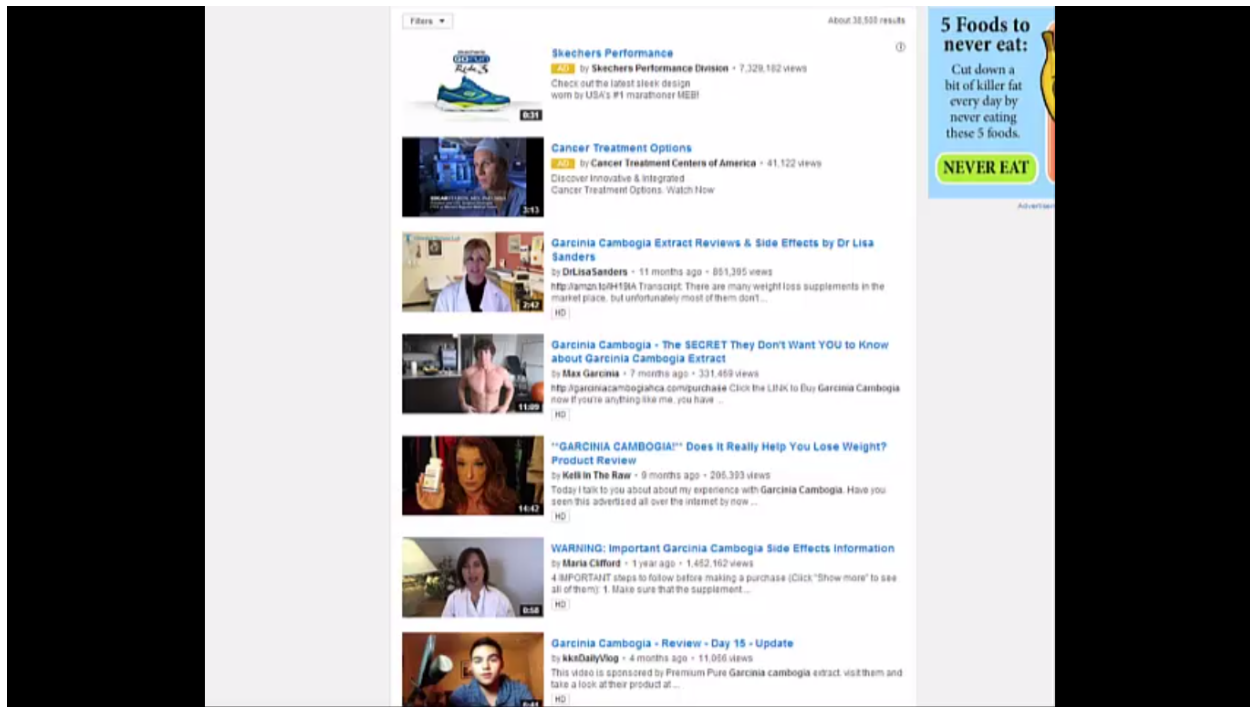 Filters
About 38,500 results
Skechers Performance
AD by Skechers Performance Division • 7,329,182 views
Check out the latest sleek design
worn by USA's #1 marathoner MEB!
0:31
Cancer Treatment Options
AD by Cancer Treatment Centers of America • 41,122 views
Discover Innovative & Integrated
Cancer Treatment Options. Watch Now
3:13
Garcinia Cambogia Extract Reviews & Side Effects by Dr Lisa
Sanders
by DrLisaSanders • 11 months ago • 851,395 views
Transcript: There are many weight loss supplements in the
market place, but unfortunately most of them don't ...
2:42
HD
Garcinia Cambogia - The SECRET They Don't Want YOU to Know
about Garcinia Cambogia Extract
by Max Garcinia • 7 months ago • 331,469 views
http://garciniacambogiahca.com/purchase Click the LINK to Buy Garcinia Cambogia
now If you're anything like me, you have ...
11:09
HD
**GARCINIA CAMBOGIA!** Does It Really Help You Lose Weight?
Product Review
by Kelli In The Raw • 9 months ago • 206,393 views
Today I talk to you about about my experience with Garcinia Cambogia. Have you
seen this advertised all over the internet by now ...
14:42
HD
WARNING: Important Garcinia Cambogia Side Effects Information
by Maria Clifford • 1 year ago • 1,452,162 views
4 IMPORTANT steps to follow before making a purchase (Click "Show more" to see
all of them): 1. Make sure that the supplement ...
0:58
HD
Garcinia Cambogia - Review - Day 15 - Update
by kknDailyVlog • 4 months ago • 11,066 views
This video is sponsored by Premium Pure Garcinia cambogia extract. visit them and
take a look at their product at ...
HD
5 Foods to
never eat:
Cut down a
bit of killer fat
every day by
never eating
these 5 foods.
NEVER EAT